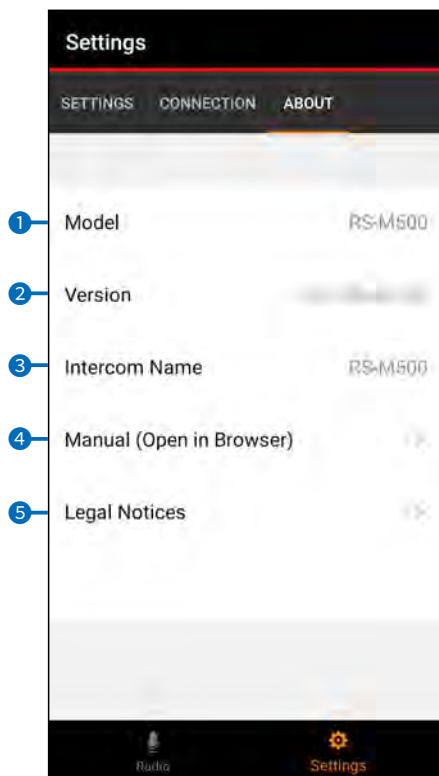 Settings
SETTINGS CONNECTION ABOUT
1 Model RS-M500
2 Version
3 Intercom Name RS-M500
4 Manual (Open in Browser)
5 Legal Notices
Radio Settings